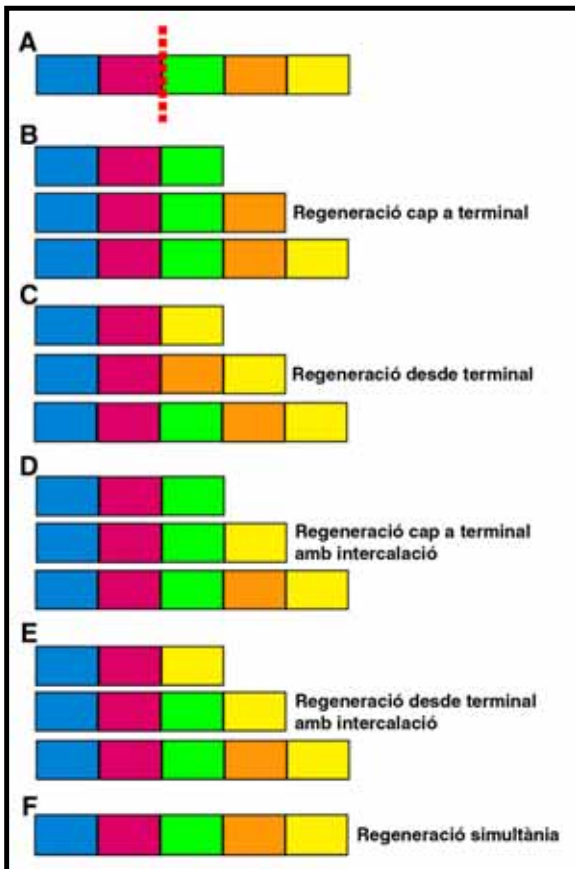 A
B
Regeneració cap a terminal
C
Regeneració desde terminal
D
Regeneració cap a terminal
amb intercalació
E
Regeneració desde terminal
amb intercalació
F
Regeneració simultània